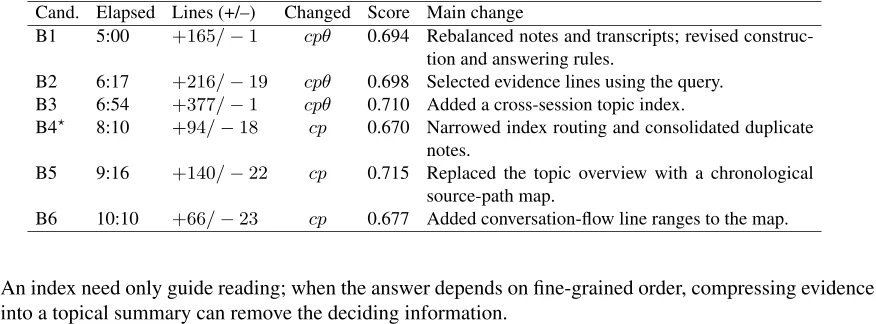 Cand. Elapsed Lines (+/–) Changed Score Main change
B1 5:00 +165/ − 1 cpθ 0.694 Rebalanced notes and transcripts; revised construc-
tion and answering rules.
B2 6:17 +216/ − 19 cpθ 0.698 Selected evidence lines using the query.
B3 6:54 +377/ − 1 cpθ 0.710 Added a cross-session topic index.
B4* 8:10 +94/ − 18 cp 0.670 Narrowed index routing and consolidated duplicate
notes.
B5 9:16 +140/ − 22 cp 0.715 Replaced the topic overview with a chronological
source-path map.
B6 10:10 +66/ − 23 cp 0.677 Added conversation-flow line ranges to the map.
An index need only guide reading; when the answer depends on fine-grained order, compressing evidence
into a topical summary can remove the deciding information.